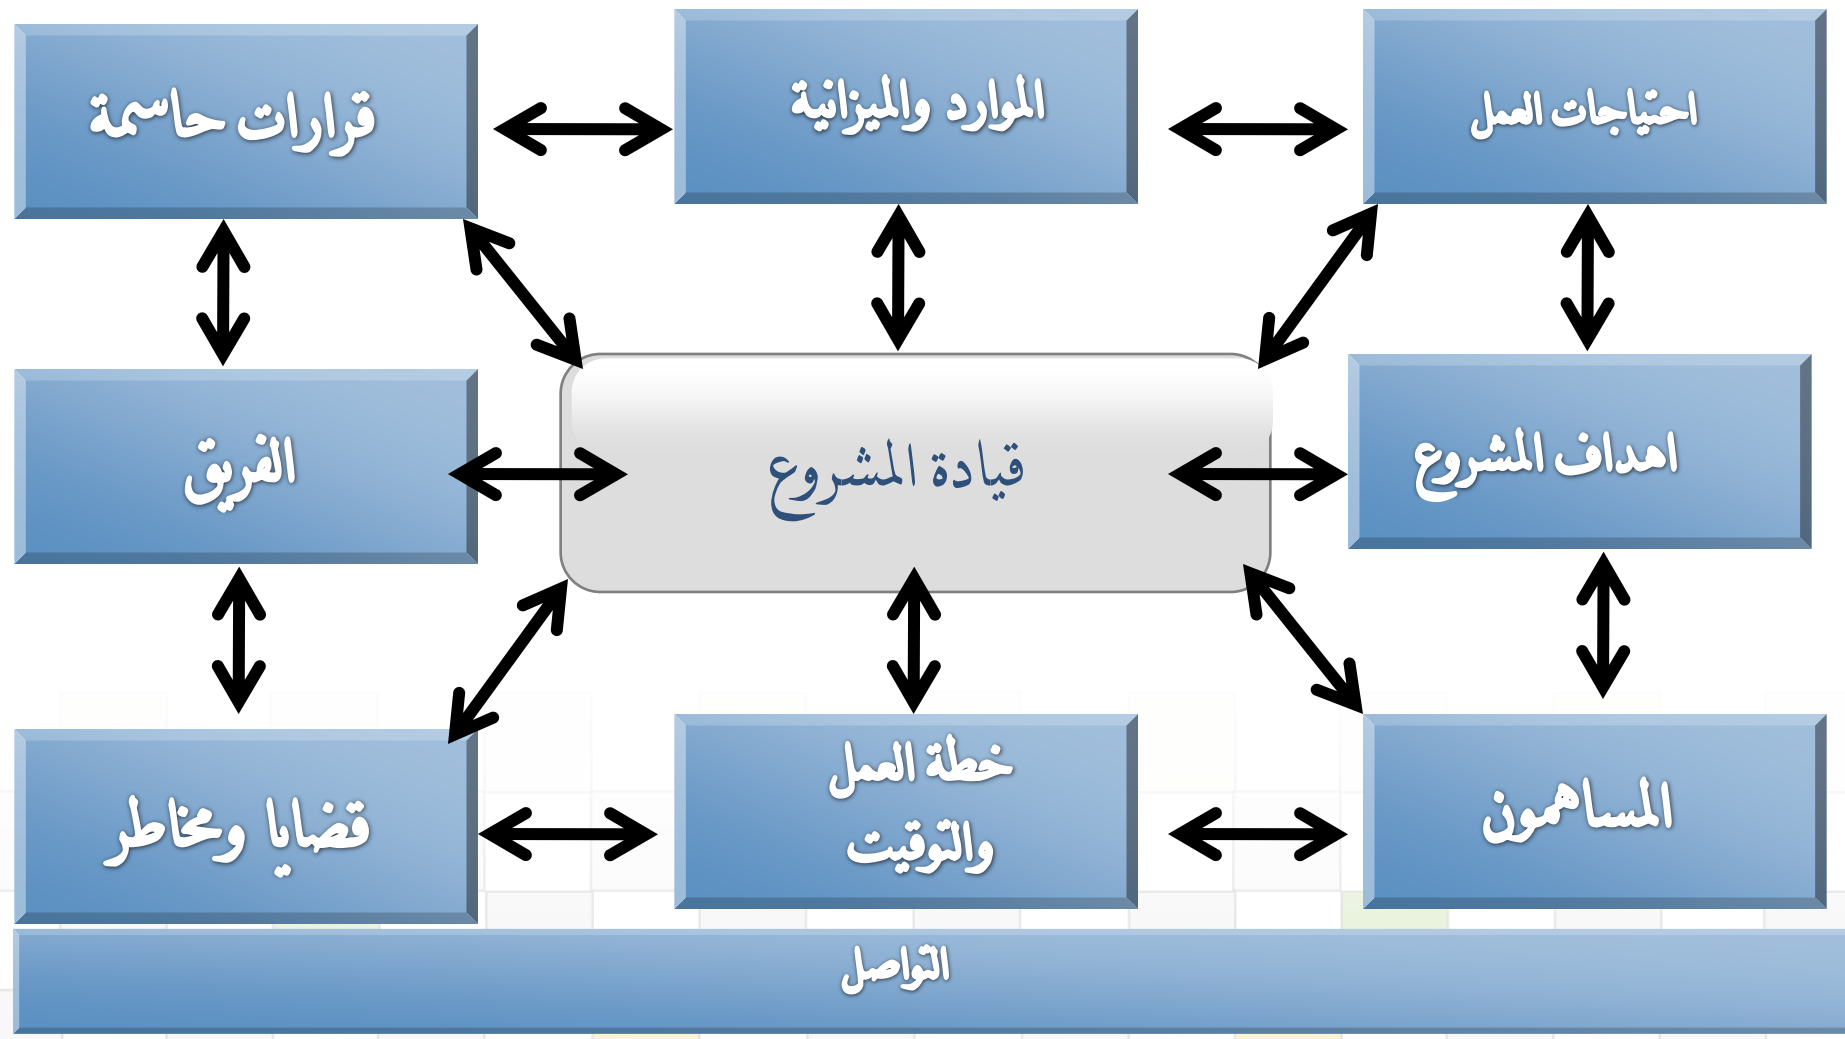 احتياجات العمل
الموارد والميزانية
قرارات حاسمة
اهداف المشروع
قيادة المشروع
الفريق
المساهمون
خطة العمل
والتوقيت
قضايا ومخاطر
التواصل